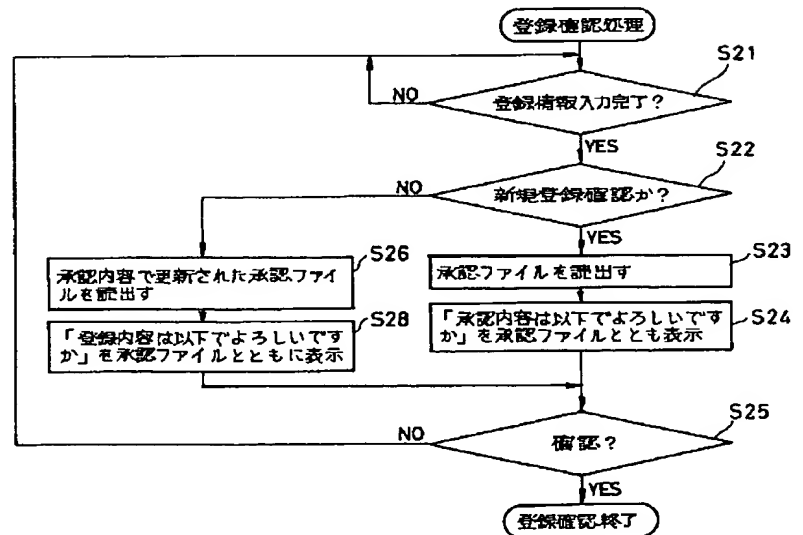 登録確認処理
S21
登録情報入力完了?
NO
YES
S22
新規登録確認か?
NO
YES
S26
承認内容で更新された承認ファイ
ルを読出す
S23
承認ファイルを読出す
S28
「登録内容は以下でよろしいです
か」を承認ファイルとともに表示
S24
「承認内容は以下でよろしいです
か」を承認ファイルととも表示
S25
確認?
NO
YES
登録確認終了